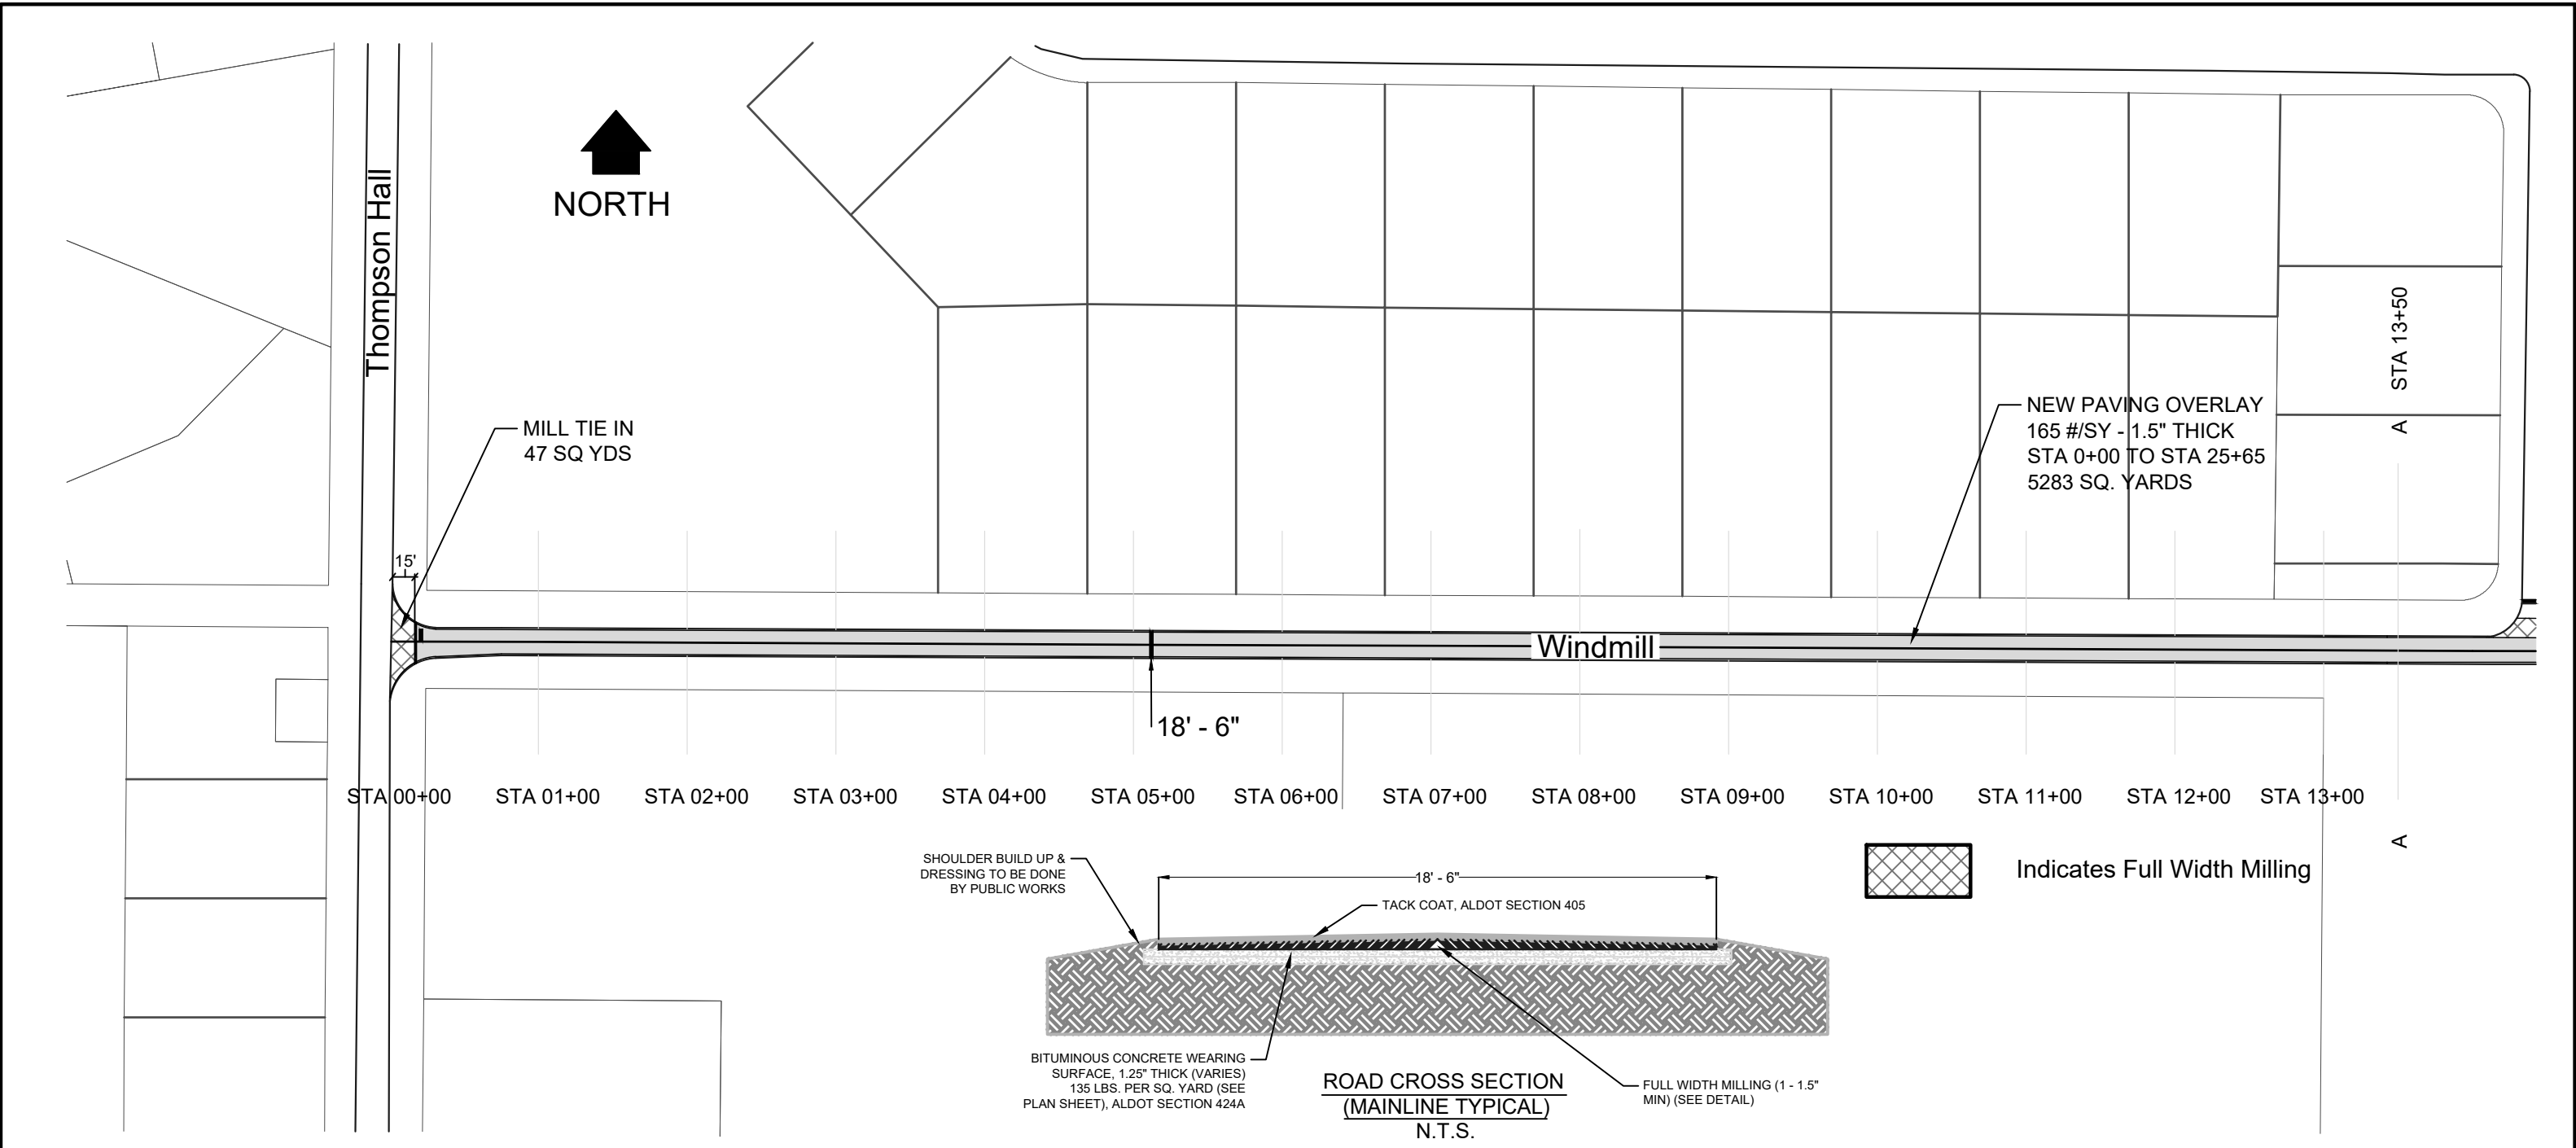 Thompson Hall
NORTH
STA 13+50
A
MILL TIE IN
47 SQ YDS
NEW PAVING OVERLAY
165 #/SY - 1.5" THICK
STA 0+00 TO STA 25+65
5283 SQ. YARDS
15'
Windmill
18' - 6"
STA 00+00 STA 01+00 STA 02+00 STA 03+00 STA 04+00 STA 05+00 STA 06+00 STA 07+00 STA 08+00 STA 09+00 STA 10+00 STA 11+00 STA 12+00 STA 13+00
A
Indicates Full Width Milling
SHOULDER BUILD UP &
DRESSING TO BE DONE
BY PUBLIC WORKS
18' - 6"
TACK COAT, ALDOT SECTION 405
BITUMINOUS CONCRETE WEARING
SURFACE, 1.25" THICK (VARIES)
135 LBS. PER SQ. YARD (SEE
PLAN SHEET), ALDOT SECTION 424A
ROAD CROSS SECTION
(MAINLINE TYPICAL)
N.T.S.
FULL WIDTH MILLING (1 - 1.5"
MIN) (SEE DETAIL)